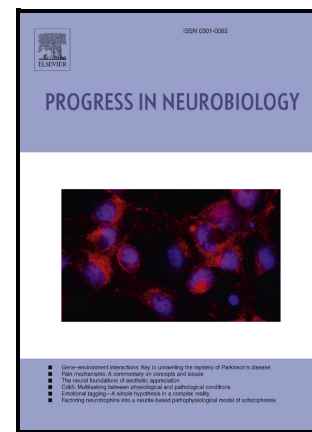 ISSN 0301-0082
ELSEVIER
PROGRESS IN NEUROBIOLOGY
Gene–environment interactions: Key to unraveling the mystery of Parkinson's disease
Pain mechanisms: A commentary on concepts and issues
The neural foundations of aesthetic appreciation
Cdk5: Multitasking between physiological and pathological conditions
Emotional tagging—A simple hypothesis in a complex reality
Factoring neurotrophins into a neurite-based pathophysiological model of schizophrenia